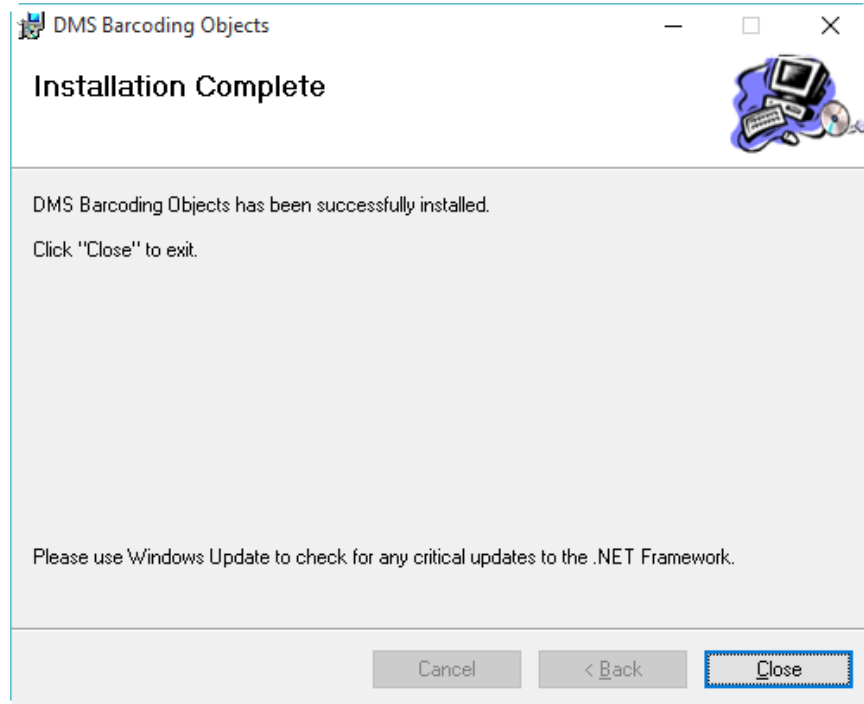 DMS Barcoding Objects
Installation Complete
DMS Barcoding Objects has been successfully installed.
Click "Close" to exit.
Please use Windows Update to check for any critical updates to the .NET Framework.
Cancel
< Back
Close